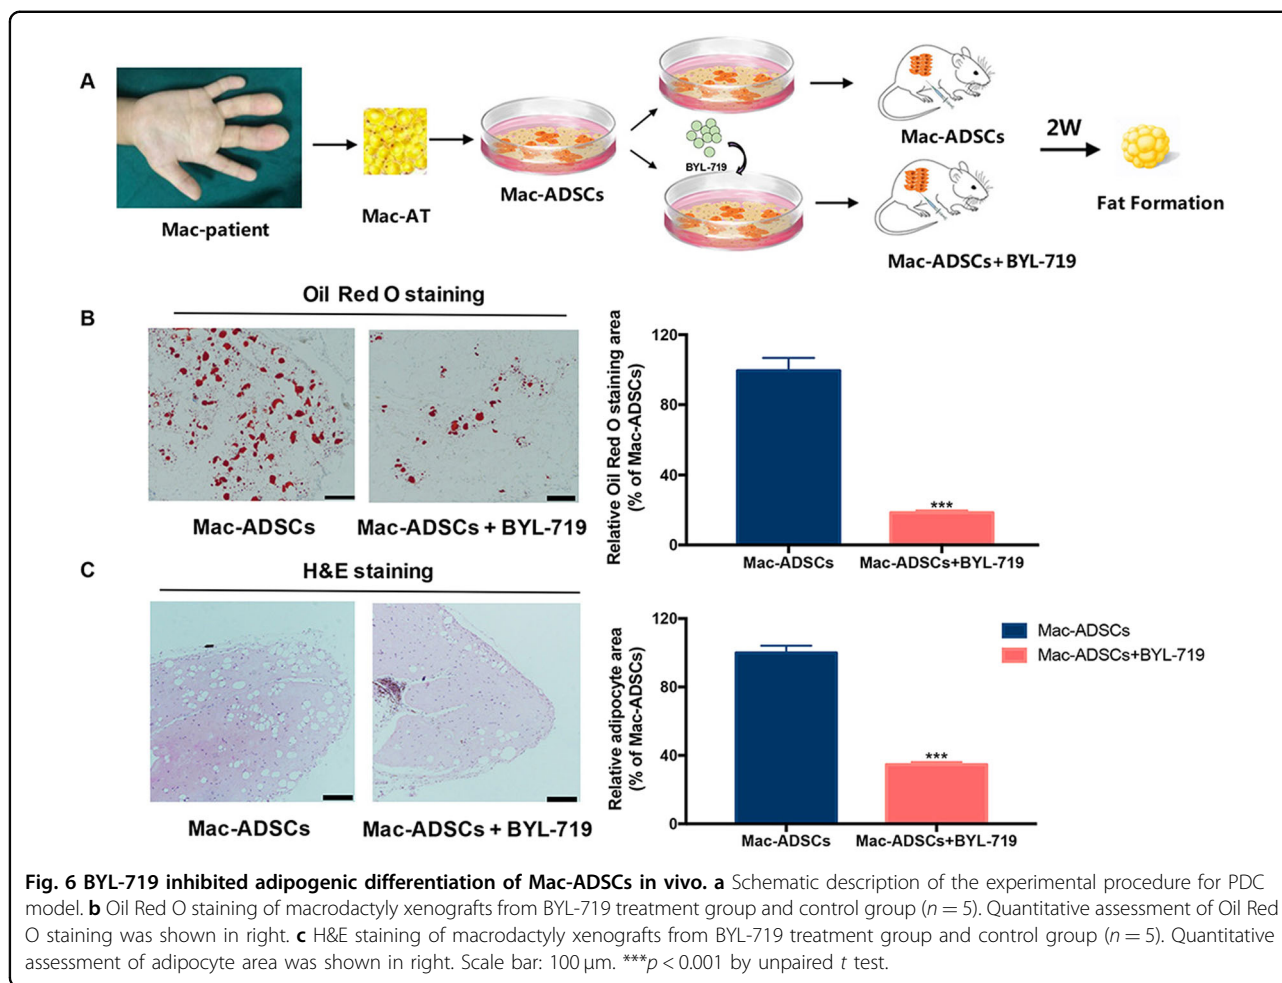 A
Mac-patient
Mac-AT
Mac-ADSCs
BYL-719
Mac-ADSCs
Mac-ADSCs+BYL-719
2W
Fat Formation
B
Oil Red O staining
Mac-ADSCs
Mac-ADSCs + BYL-719
Relative Oil Red O staining area
(% of Mac-ADSCs)
120
80
40
0
***
Mac-ADSCs
Mac-ADSCs+BYL-719
C
H&E staining
Mac-ADSCs
Mac-ADSCs + BYL-719
Relative adipocyte area
(% of Mac-ADSCs)
120
80
40
0
***
Mac-ADSCs
Mac-ADSCs+BYL-719
Mac-ADSCs
Mac-ADSCs+BYL-719
Fig. 6 BYL-719 inhibited adipogenic differentiation of Mac-ADSCs in vivo. a Schematic description of the experimental procedure for PDC
model. b Oil Red O staining of macrodactyly xenografts from BYL-719 treatment group and control group (n = 5). Quantitative assessment of Oil Red
O staining was shown in right. c H&E staining of macrodactyly xenografts from BYL-719 treatment group and control group (n = 5). Quantitative
assessment of adipocyte area was shown in right. Scale bar: 100 μm. ***p < 0.001 by unpaired t test.